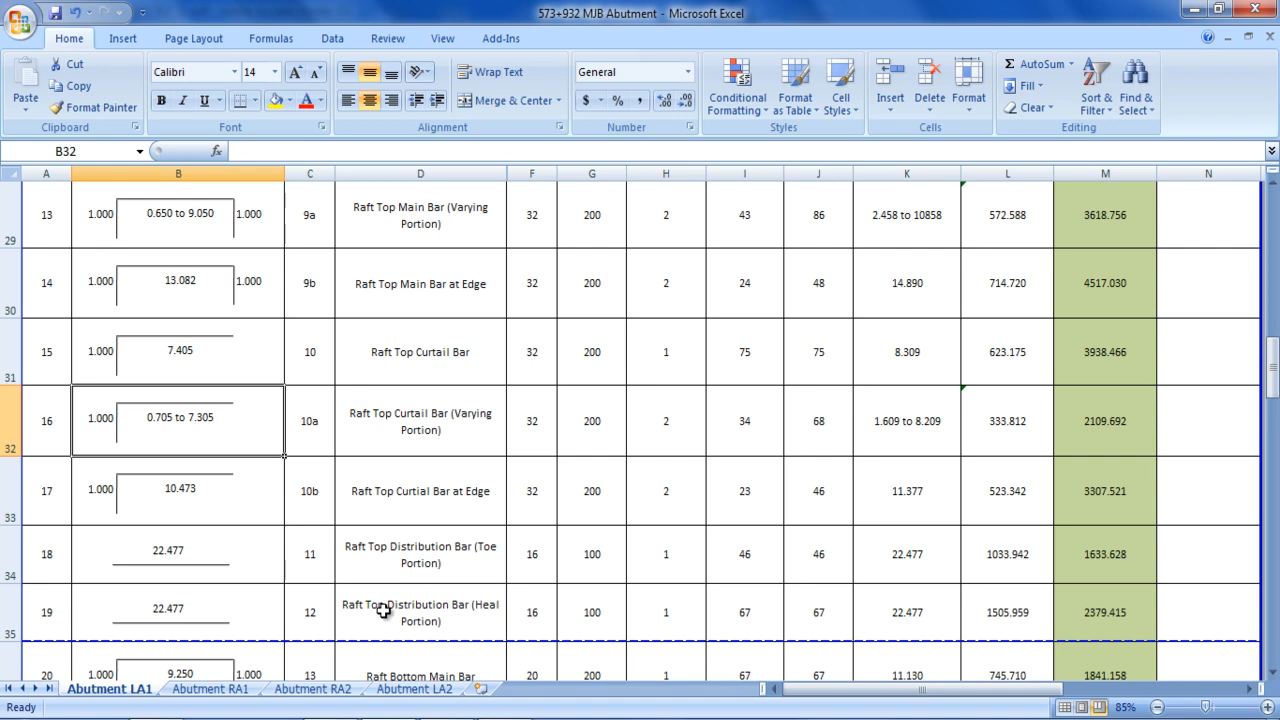 573+932 MJB Abutment - Microsoft Excel
Home Insert Page Layout Formulas Data Review View Add-Ins
Cut
Copy
Format Painter
Paste
Clipboard
Calibri 14
B I U A
Font
Wrap Text
Merge & Center
Alignment
General
$ % ,
Number
Conditional Formatting
Format as Table
Cell Styles
Styles
Insert Delete Format
Cells
Σ AutoSum
Fill
Clear
Sort & Filter
Find & Select
Editing
B32 fx
A B C D F G H I J K L M N
29 13 1.000 0.650 to 9.050 1.000 9a Raft Top Main Bar (Varying Portion) 32 200 2 43 86 2.458 to 10858 572.588 3618.756
30 14 1.000 13.082 1.000 9b Raft Top Main Bar at Edge 32 200 2 24 48 14.890 714.720 4517.030
31 15 1.000 7.405 10 Raft Top Curtail Bar 32 200 1 75 75 8.309 623.175 3938.466
32 16 1.000 0.705 to 7.305 10a Raft Top Curtail Bar (Varying Portion) 32 200 2 34 68 1.609 to 8.209 333.812 2109.692
33 17 1.000 10.473 10b Raft Top Curtial Bar at Edge 32 200 2 23 46 11.377 523.342 3307.521
34 18 22.477 11 Raft Top Distribution Bar (Toe Portion) 16 100 1 46 46 22.477 1033.942 1633.628
35 19 22.477 12 Raft Top Distribution Bar (Heal Portion) 16 100 1 67 67 22.477 1505.959 2379.415
20 1.000 9.250 1.000 13 Raft Bottom Main Bar 20 200 1 67 67 11.130 745.710 1841.158
Abutment LA1 Abutment RA1 Abutment RA2 Abutment LA2
Ready 85%